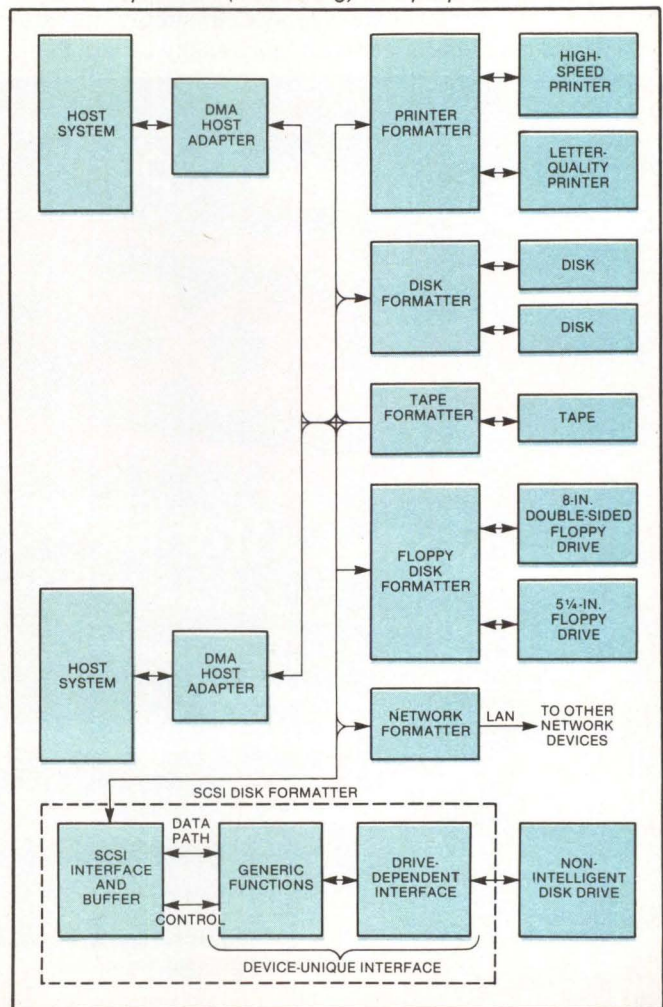 HOST
SYSTEM
DMA
HOST
ADAPTER
PRINTER
FORMATTER
HIGH-
SPEED
PRINTER
LETTER-
QUALITY
PRINTER
DISK
FORMATTER
DISK
DISK
TAPE
FORMATTER
TAPE
FLOPPY
DISK
FORMATTER
8-IN.
DOUBLE-SIDED
FLOPPY
DRIVE
5¼-IN.
FLOPPY
DRIVE
HOST
SYSTEM
DMA
HOST
ADAPTER
NETWORK
FORMATTER
LAN
TO OTHER
NETWORK
DEVICES
SCSI DISK FORMATTER
SCSI
INTERFACE
AND
BUFFER
DATA
PATH
CONTROL
GENERIC
FUNCTIONS
DRIVE-
DEPENDENT
INTERFACE
NON-
INTELLIGENT
DISK DRIVE
DEVICE-UNIQUE INTERFACE